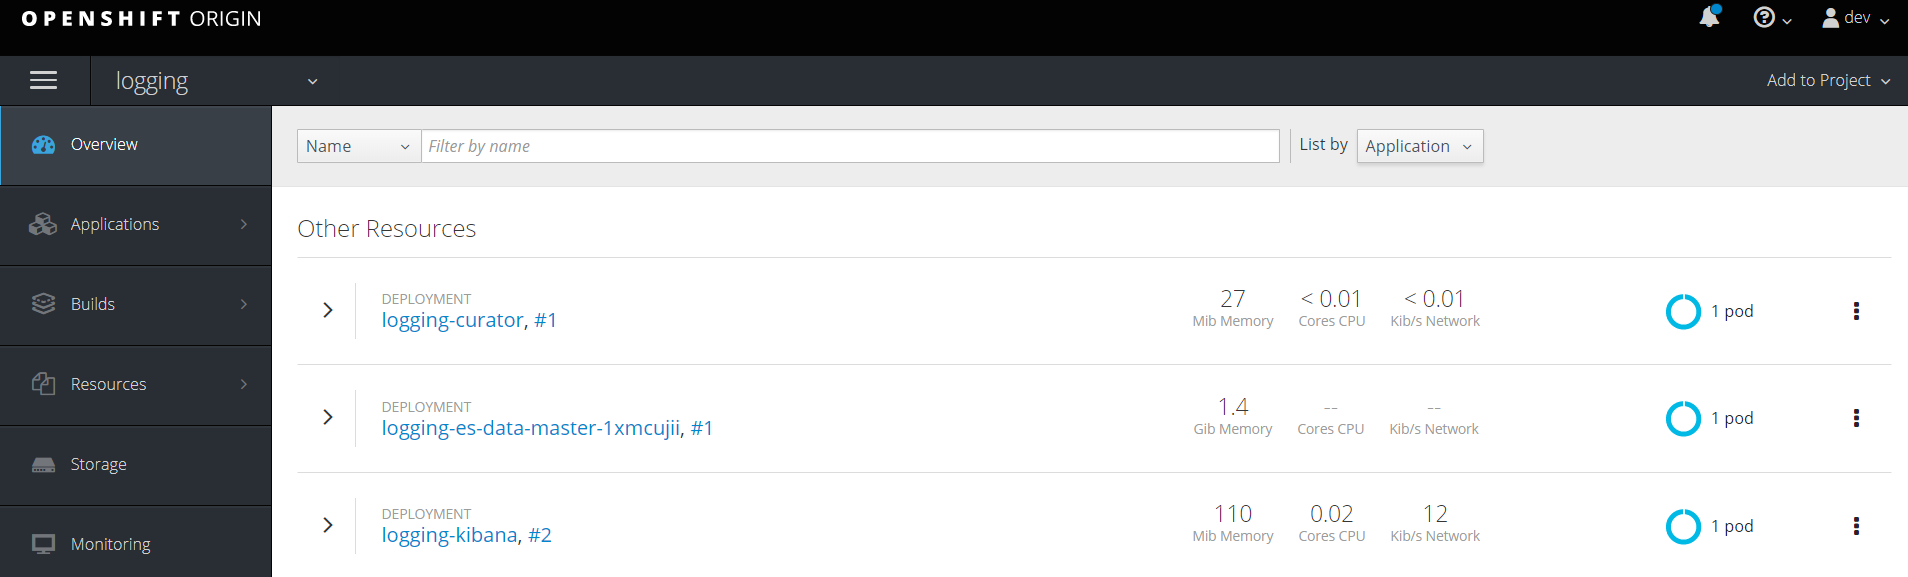 OPENSHIFT ORIGIN
dev
logging
Add to Project
Overview
Applications
Builds
Resources
Storage
Monitoring
Name
Filter by name
List by
Application
Other Resources
DEPLOYMENT
logging-curator, #1
27
Mib Memory
< 0.01
Cores CPU
< 0.01
Kib/s Network
1 pod
DEPLOYMENT
logging-es-data-master-1xmcujii, #1
1.4
Gib Memory
--
Cores CPU
--
Kib/s Network
1 pod
DEPLOYMENT
logging-kibana, #2
110
Mib Memory
0.02
Cores CPU
12
Kib/s Network
1 pod